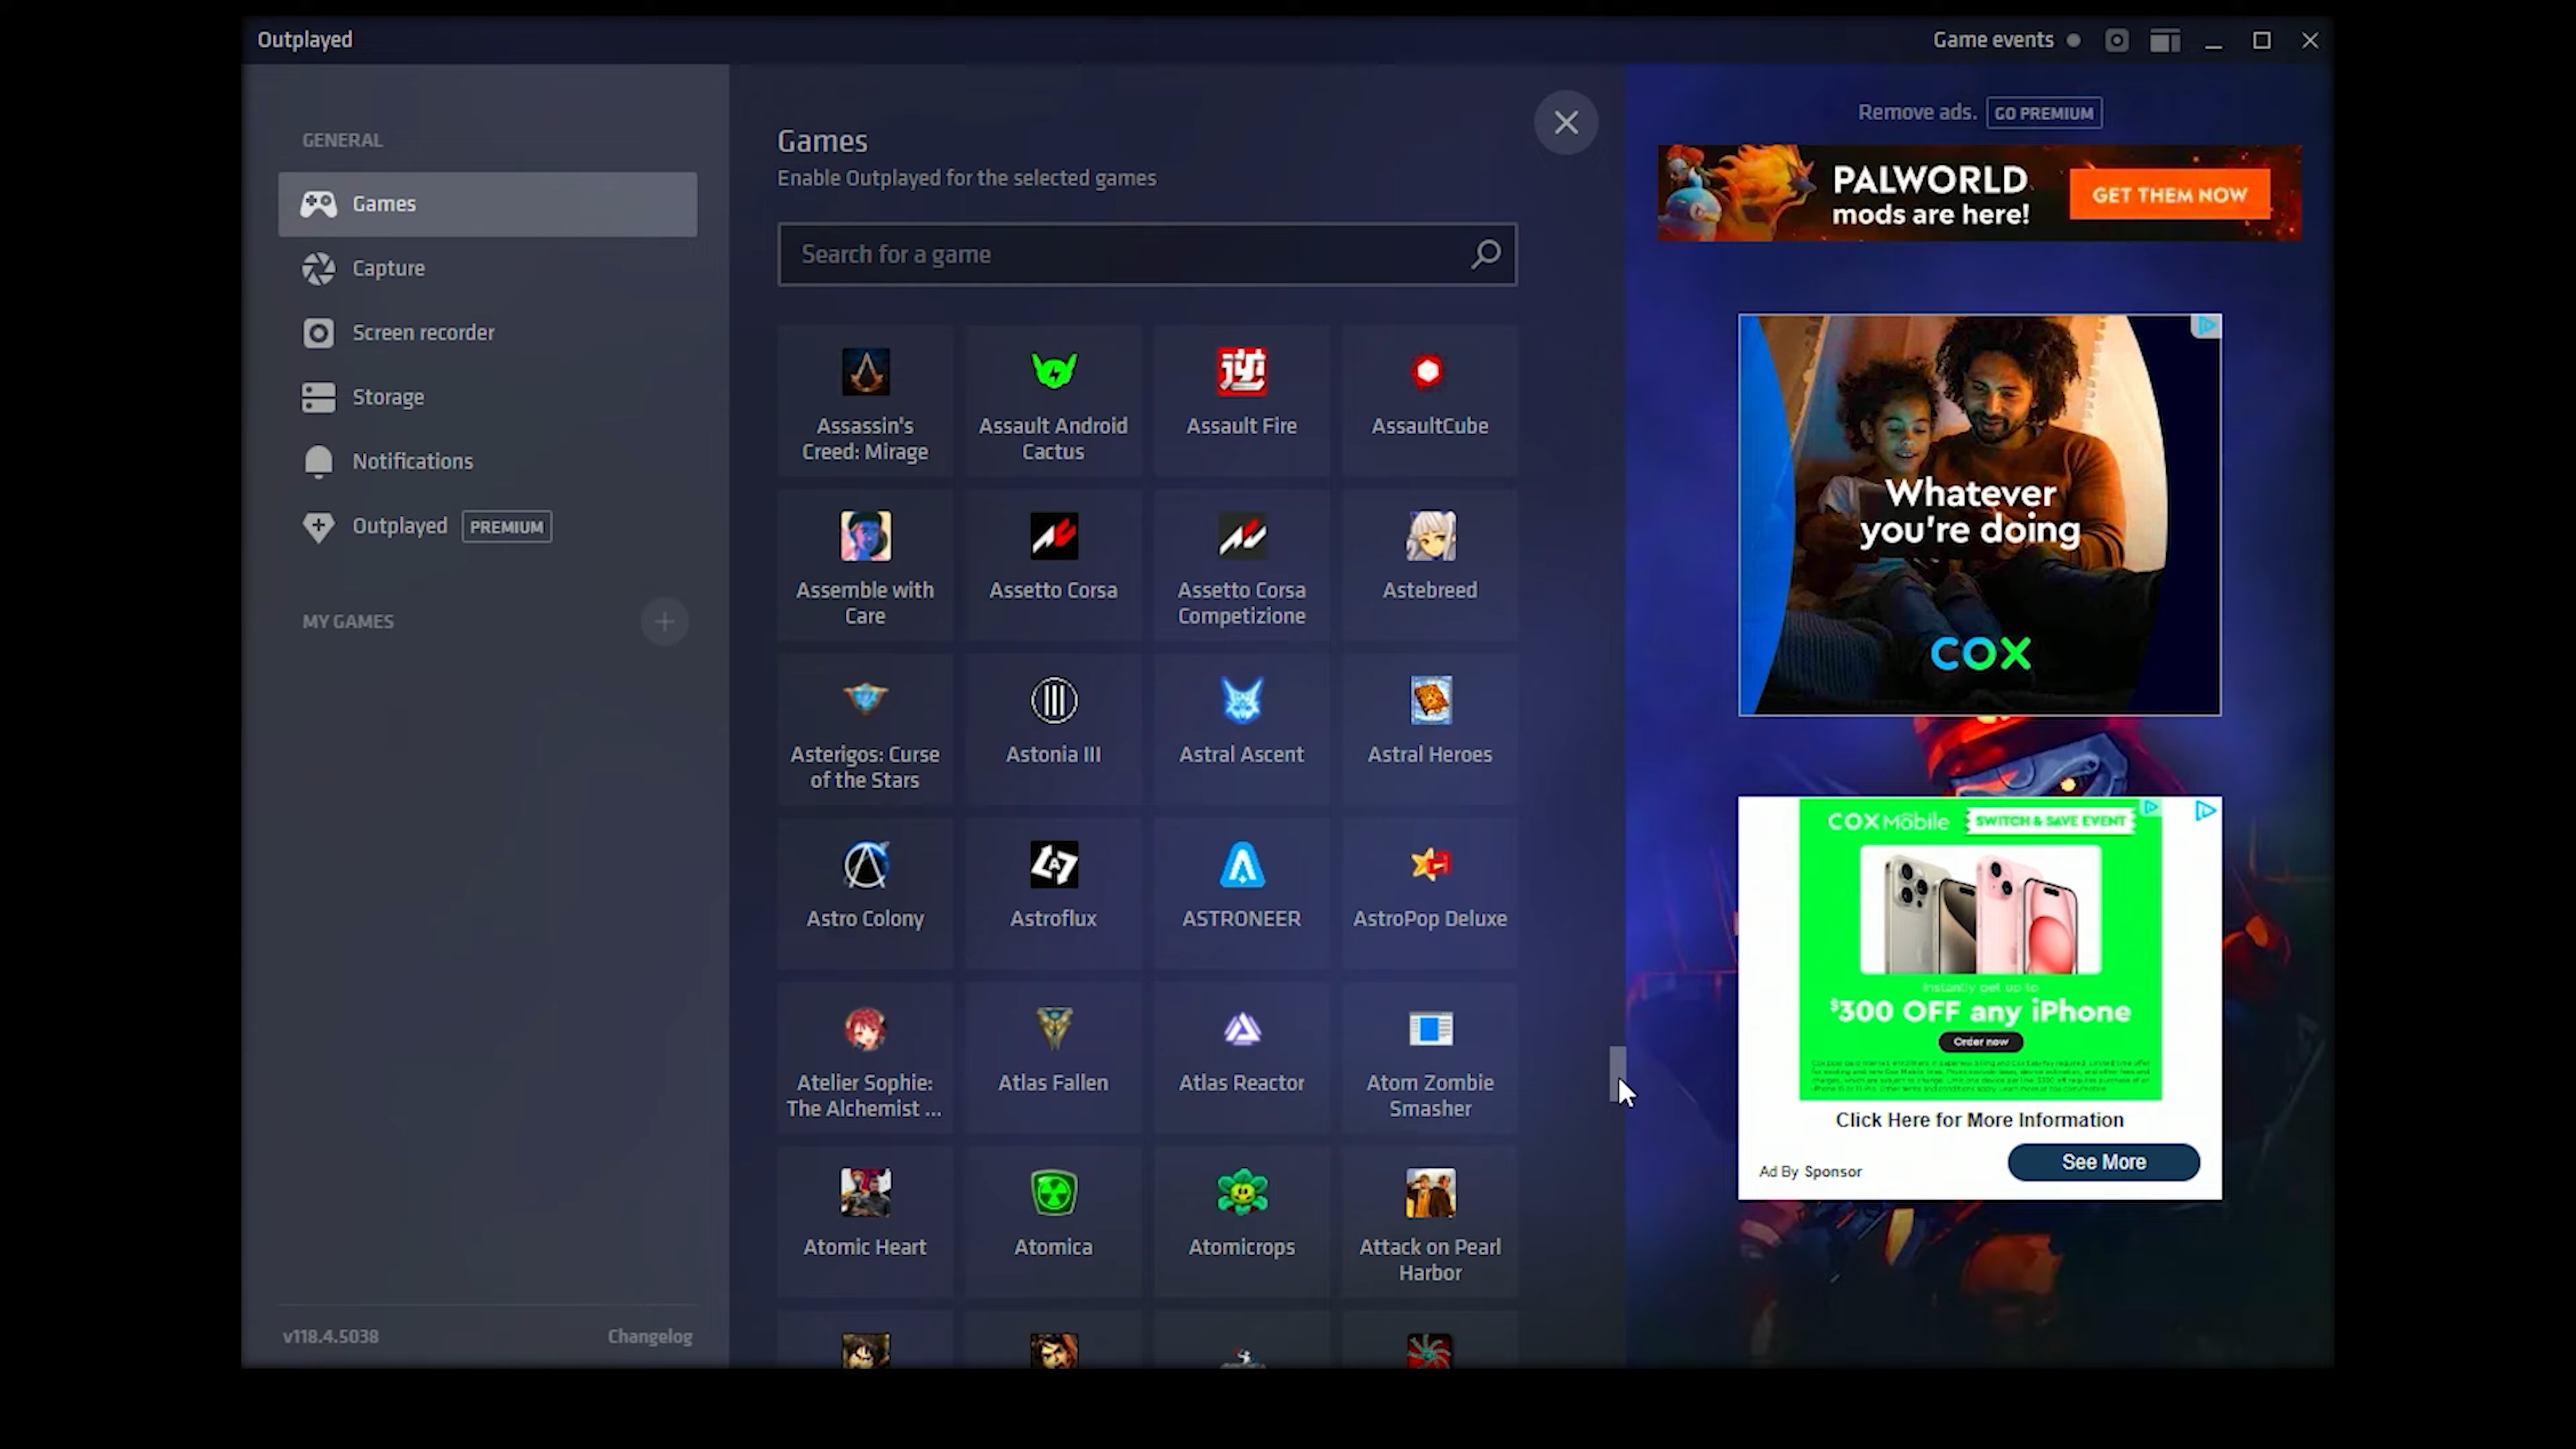 Outplayed
Game events
GENERAL
Games
Capture
Screen recorder
Storage
Notifications
Outplayed PREMIUM
MY GAMES
v118.4.5038
Changelog
Games
Enable Outplayed for the selected games
Search for a game
Assassin's
Creed: Mirage
Assault Android
Cactus
Assault Fire
AssaultCube
Assemble with
Care
Assetto Corsa
Assetto Corsa
Competizione
Astebreed
Asterigos: Curse
of the Stars
Astonia III
Astral Ascent
Astral Heroes
Astro Colony
Astroflux
ASTRONEER
AstroPop Deluxe
Atelier Sophie:
The Alchemist ...
Atlas Fallen
Atlas Reactor
Atom Zombie
Smasher
Atomic Heart
Atomica
Atomicrops
Attack on Pearl
Harbor
Remove ads. GO PREMIUM
PALWORLD
mods are here!
GET THEM NOW
Whatever
you're doing
COX
COX Mobile
SWITCH & SAVE EVENT
Instantly get up to
$300 OFF any iPhone
Order now
Click Here for More Information
Ad By Sponsor
See More